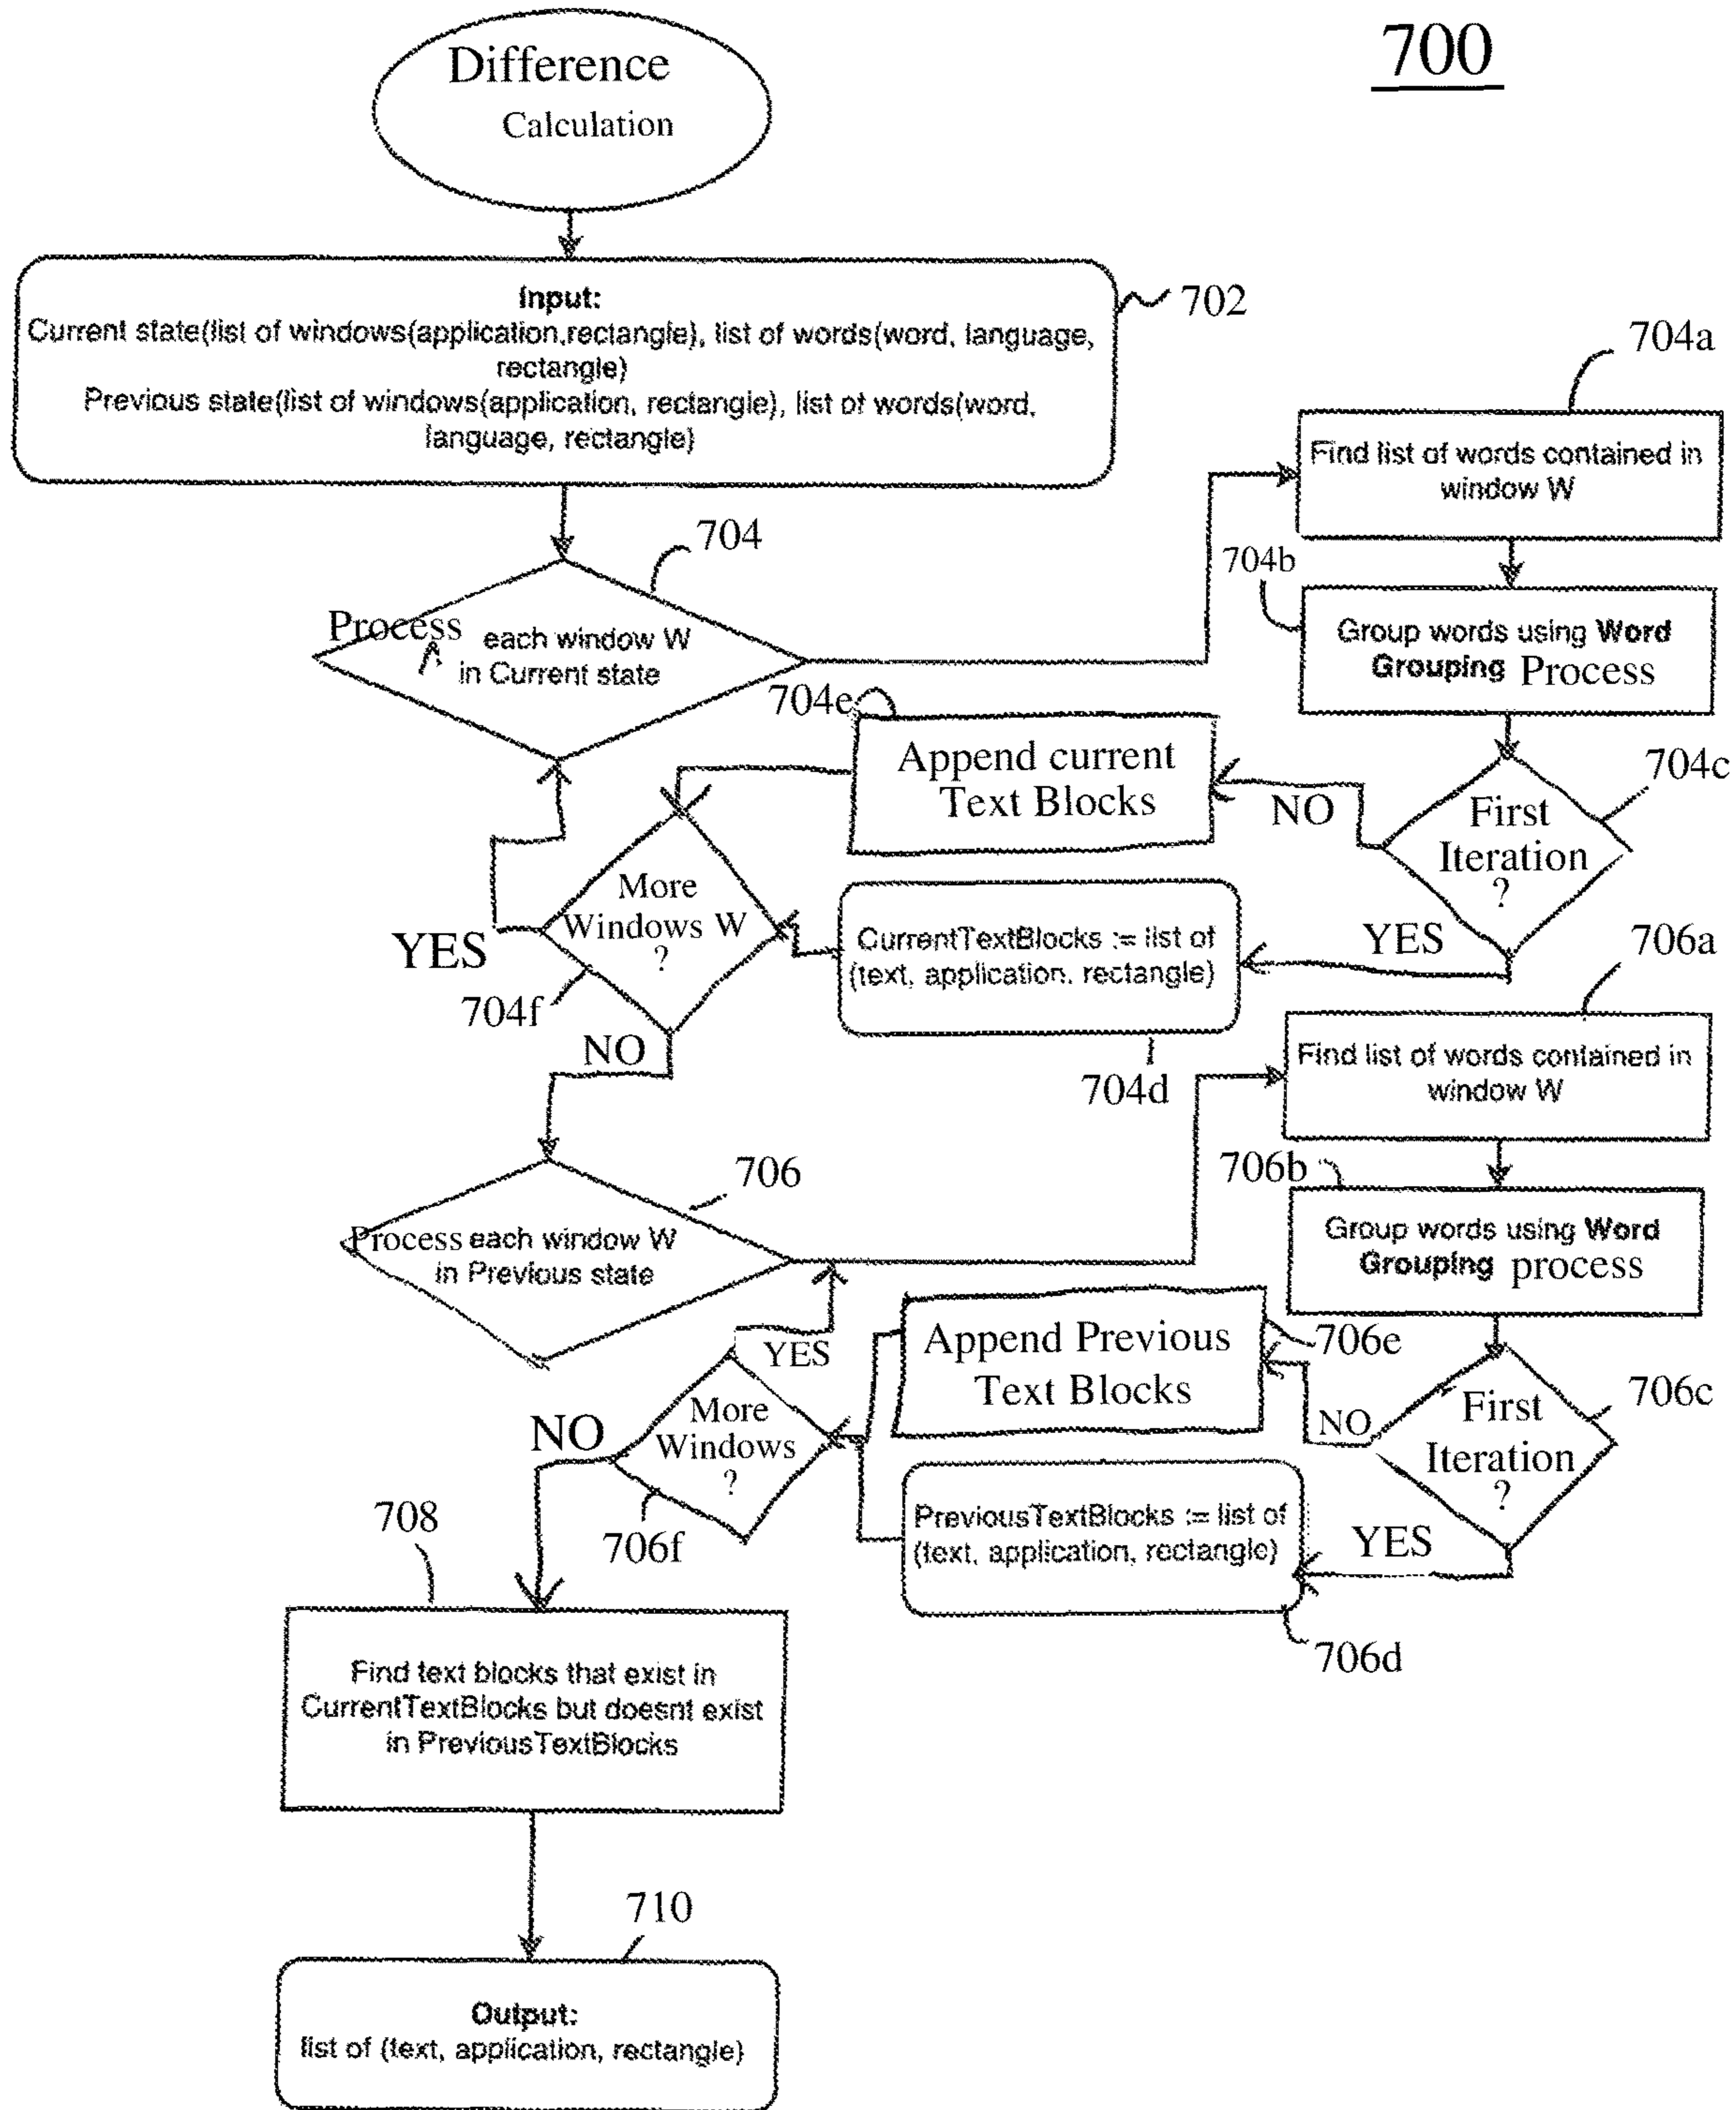 700
Difference
Calculation
Input:
Current state(list of windows(application,rectangle), list of words(word, language,
rectangle)
Previous state(list of windows(application, rectangle), list of words(word,
language, rectangle)
702
704
Process each window W
in Current state
704a
Find list of words contained in
window W
704b
Group words using Word
Grouping Process
704c
First
Iteration
?
NO
YES
704e
Append current
Text Blocks
CurrentTextBlocks := list of
(text, application, rectangle)
704d
More
Windows W
?
YES
704f
NO
706
Process each window W
in Previous state
706a
Find list of words contained in
window W
706b
Group words using Word
Grouping process
706c
First
Iteration
?
NO
YES
706e
Append Previous
Text Blocks
PreviousTextBlocks := list of
(text, application, rectangle)
706d
YES
More
Windows
?
NO
706f
708
Find text blocks that exist in
CurrentTextBlocks but doesnt exist
in PreviousTextBlocks
710
Output:
list of (text, application, rectangle)